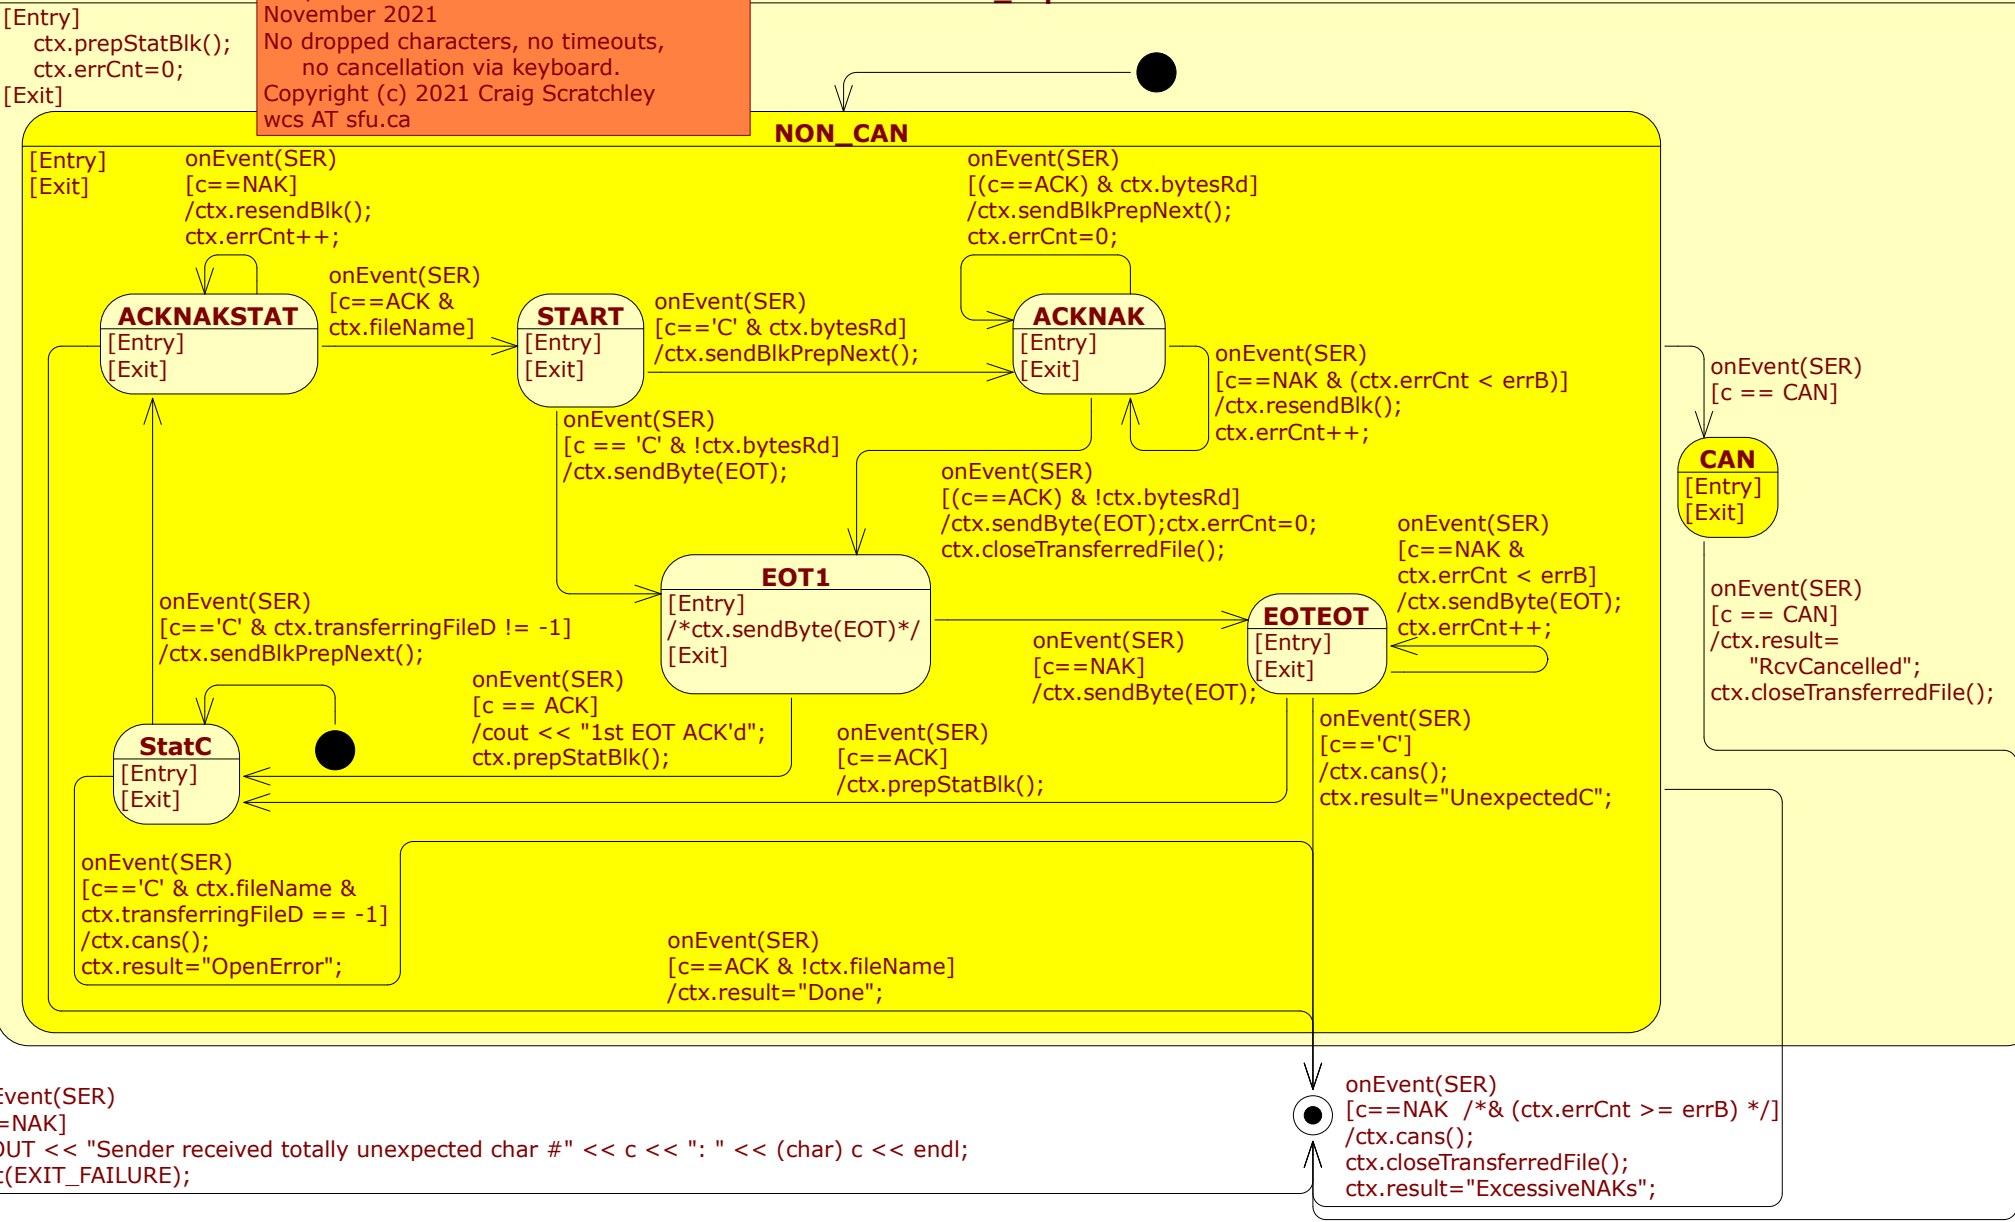 [Entry]
ctx.prepStatBlk();
ctx.errCnt=0;
[Exit]
November 2021
No dropped characters, no timeouts,
no cancellation via keyboard.
Copyright (c) 2021 Craig Scratchley
wcs AT sfu.ca
NON_CAN
[Entry]
[Exit]
onEvent(SER)
[c==NAK]
/ctx.resendBlk();
ctx.errCnt++;
onEvent(SER)
[(c==ACK) & ctx.bytesRd]
/ctx.sendBlkPrepNext();
ctx.errCnt=0;
ACKNAKSTAT
[Entry]
[Exit]
onEvent(SER)
[c==ACK &
ctx.fileName]
START
[Entry]
[Exit]
onEvent(SER)
[c=='C' & ctx.bytesRd]
/ctx.sendBlkPrepNext();
ACKNAK
[Entry]
[Exit]
onEvent(SER)
[c==NAK & (ctx.errCnt < errB)]
/ctx.resendBlk();
ctx.errCnt++;
onEvent(SER)
[c == CAN]
CAN
[Entry]
[Exit]
onEvent(SER)
[c == 'C' & !ctx.bytesRd]
/ctx.sendByte(EOT);
onEvent(SER)
[(c==ACK) & !ctx.bytesRd]
/ctx.sendByte(EOT);ctx.errCnt=0;
ctx.closeTransferredFile();
onEvent(SER)
[c==NAK &
ctx.errCnt < errB]
/ctx.sendByte(EOT);
ctx.errCnt++;
EOT1
[Entry]
/*ctx.sendByte(EOT)*/
[Exit]
EOTEOT
[Entry]
[Exit]
onEvent(SER)
[c == CAN]
/ctx.result=
"RcvCancelled";
ctx.closeTransferredFile();
onEvent(SER)
[c=='C' & ctx.transferringFileD != -1]
/ctx.sendBlkPrepNext();
onEvent(SER)
[c==NAK]
/ctx.sendByte(EOT);
onEvent(SER)
[c == ACK]
/cout << "1st EOT ACK'd";
ctx.prepStatBlk();
onEvent(SER)
[c==ACK]
/ctx.prepStatBlk();
onEvent(SER)
[c=='C']
/ctx.cans();
ctx.result="UnexpectedC";
StatC
[Entry]
[Exit]
onEvent(SER)
[c=='C' & ctx.fileName &
ctx.transferringFileD == -1]
/ctx.cans();
ctx.result="OpenError";
onEvent(SER)
[c==ACK & !ctx.fileName]
/ctx.result="Done";
Event(SER)
=NAK]
OUT << "Sender received totally unexpected char #" << c << ": " << (char) c << endl;
t(EXIT_FAILURE);
onEvent(SER)
[c==NAK /*& (ctx.errCnt >= errB) */]
/ctx.cans();
ctx.closeTransferredFile();
ctx.result="ExcessiveNAKs";